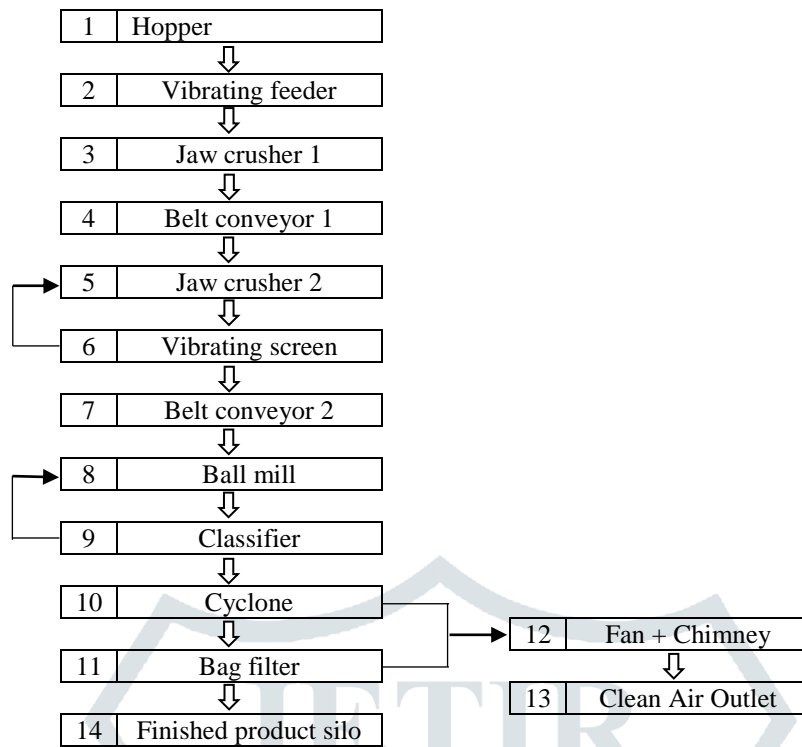 1 Hopper
2 Vibrating feeder
3 Jaw crusher 1
4 Belt conveyor 1
5 Jaw crusher 2
6 Vibrating screen
7 Belt conveyor 2
8 Ball mill
9 Classifier
10 Cyclone
11 Bag filter
12 Fan + Chimney
13 Clean Air Outlet
14 Finished product silo
JETIR